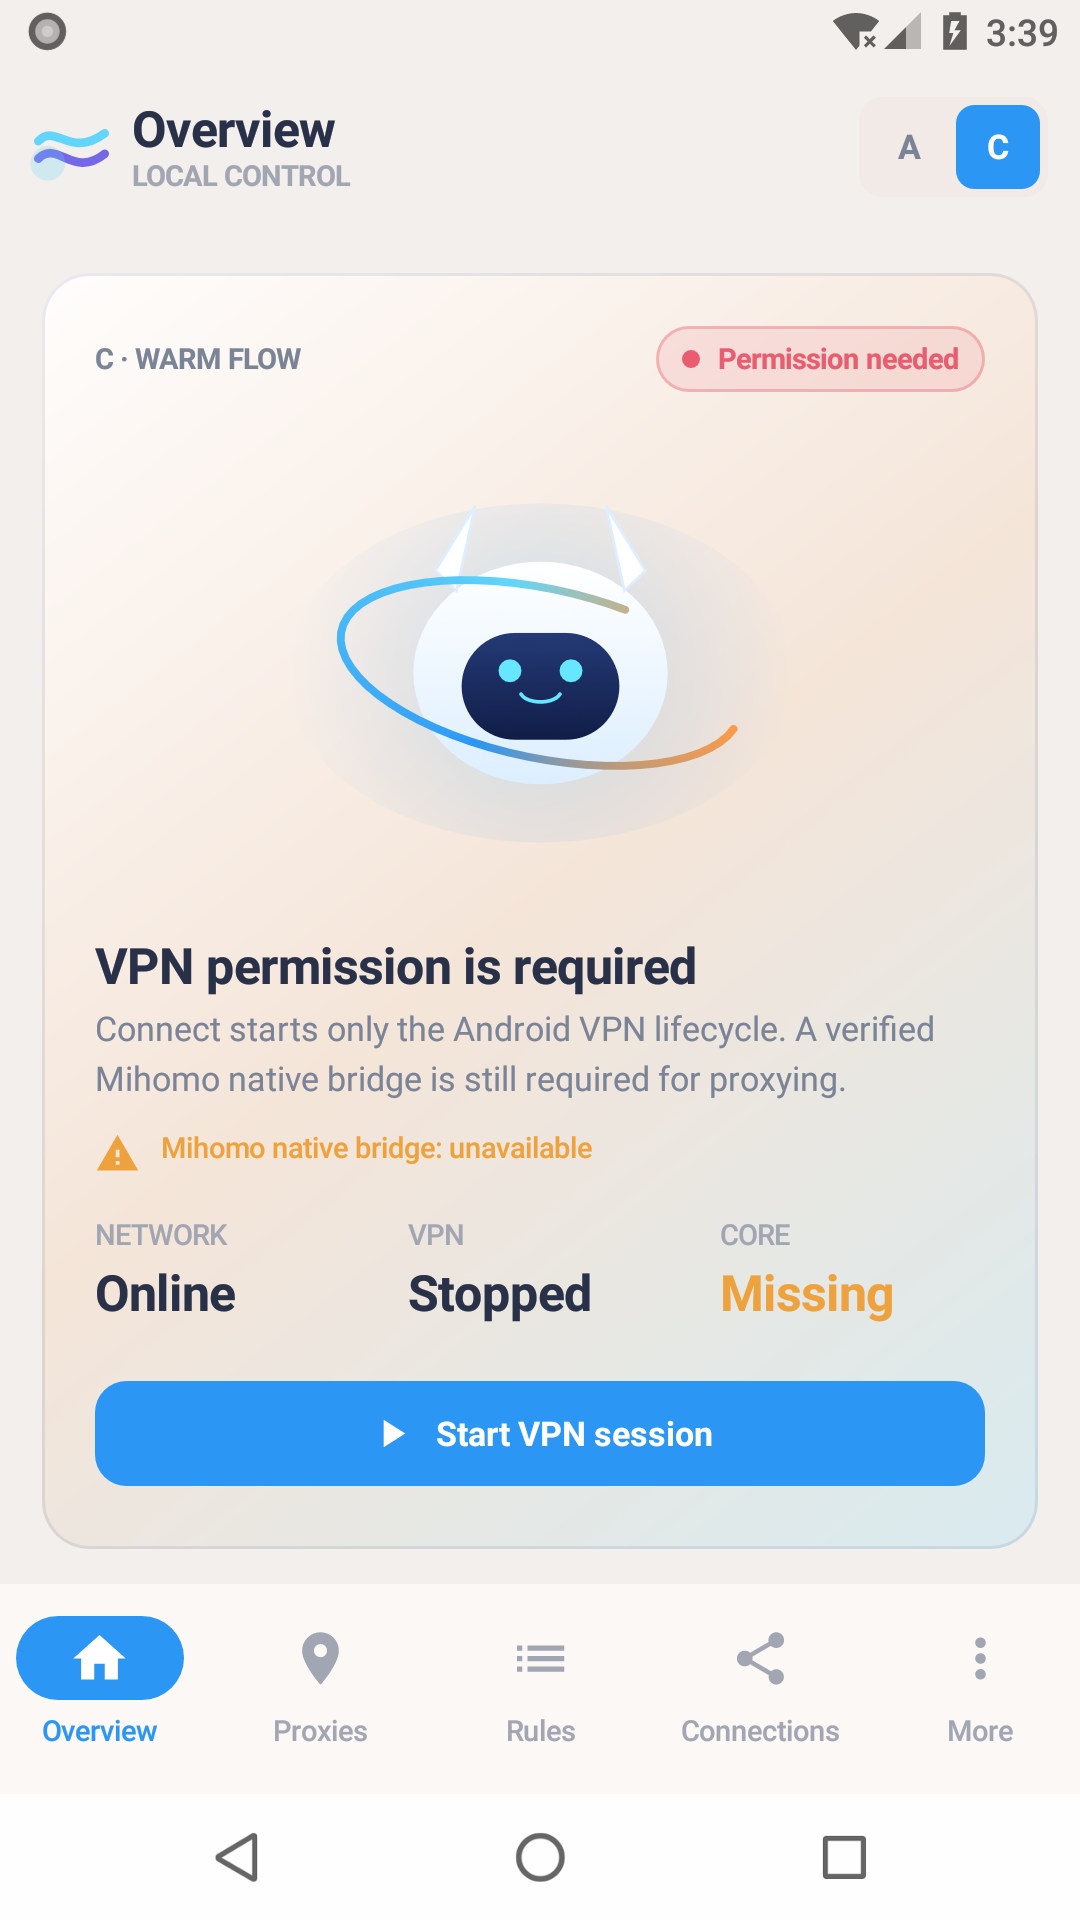 3:39
Overview
LOCAL CONTROL
A
C
C · WARM FLOW
Permission needed
VPN permission is required
Connect starts only the Android VPN lifecycle. A verified
Mihomo native bridge is still required for proxying.
Mihomo native bridge: unavailable
NETWORK
VPN
CORE
Online
Stopped
Missing
Start VPN session
Overview
Proxies
Rules
Connections
More